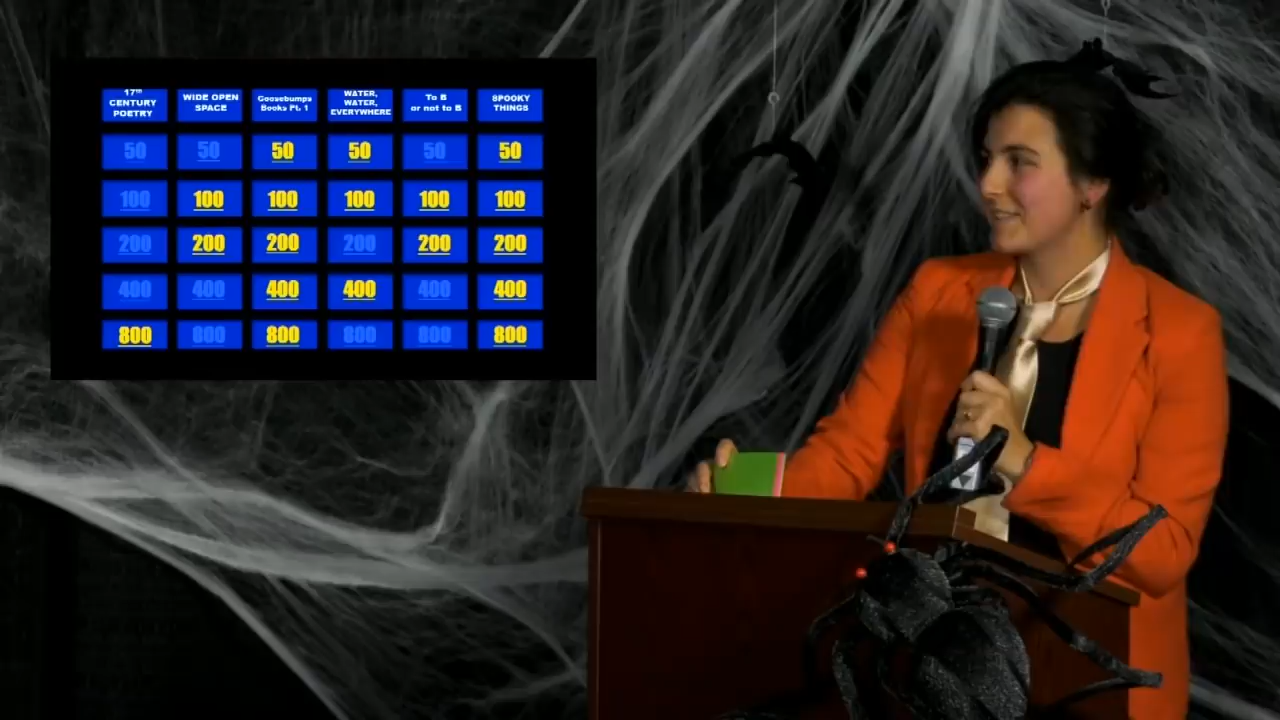 17th
CENTURY
POETRY
WIDE OPEN
SPACE
Goosebumps
Books Pt. 1
WATER,
WATER,
EVERYWHERE
To B
or not to B
SPOOKY
THINGS
50 50 50 50 50 50
100 100 100 100 100 100
200 200 200 200 200 200
400 400 400 400 400 400
800 800 800 800 800 800